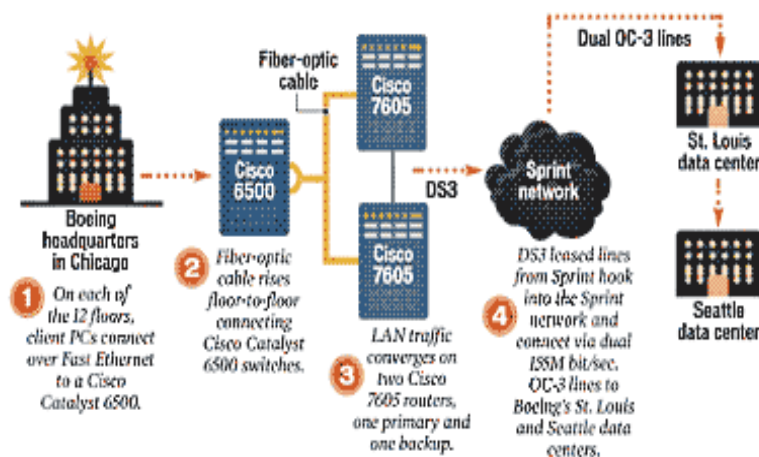 Dual OC-3 lines
Fiber-optic
cable
Cisco
7605
Cisco
6500
DS3
Sprint
network
St. Louis
data center
Boeing
headquarters
in Chicago
Cisco
7605
Seattle
data center
1
On each of
the 12 floors,
client PCs connect
over Fast Ethernet
to a Cisco
Catalyst 6500.
2
Fiber-optic
cable rises
floor-to-floor
connecting
Cisco Catalyst
6500 switches.
3
LAN traffic
converges on
two Cisco
7605 routers,
one primary and
one backup.
4
DS3 leased lines
from Sprint hook
into the Sprint
network and
connect via dual
155M bit/sec.
OC-3 lines to
Boeing's St. Louis
and Seattle data
centers.